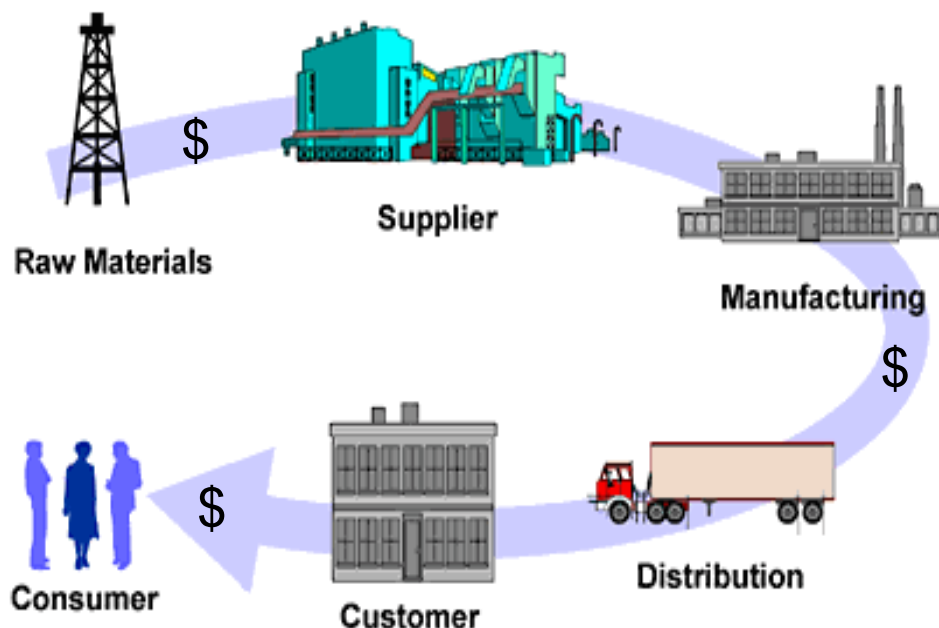 $
Supplier
Raw Materials
Manufacturing
$
$
Distribution
Consumer
Customer